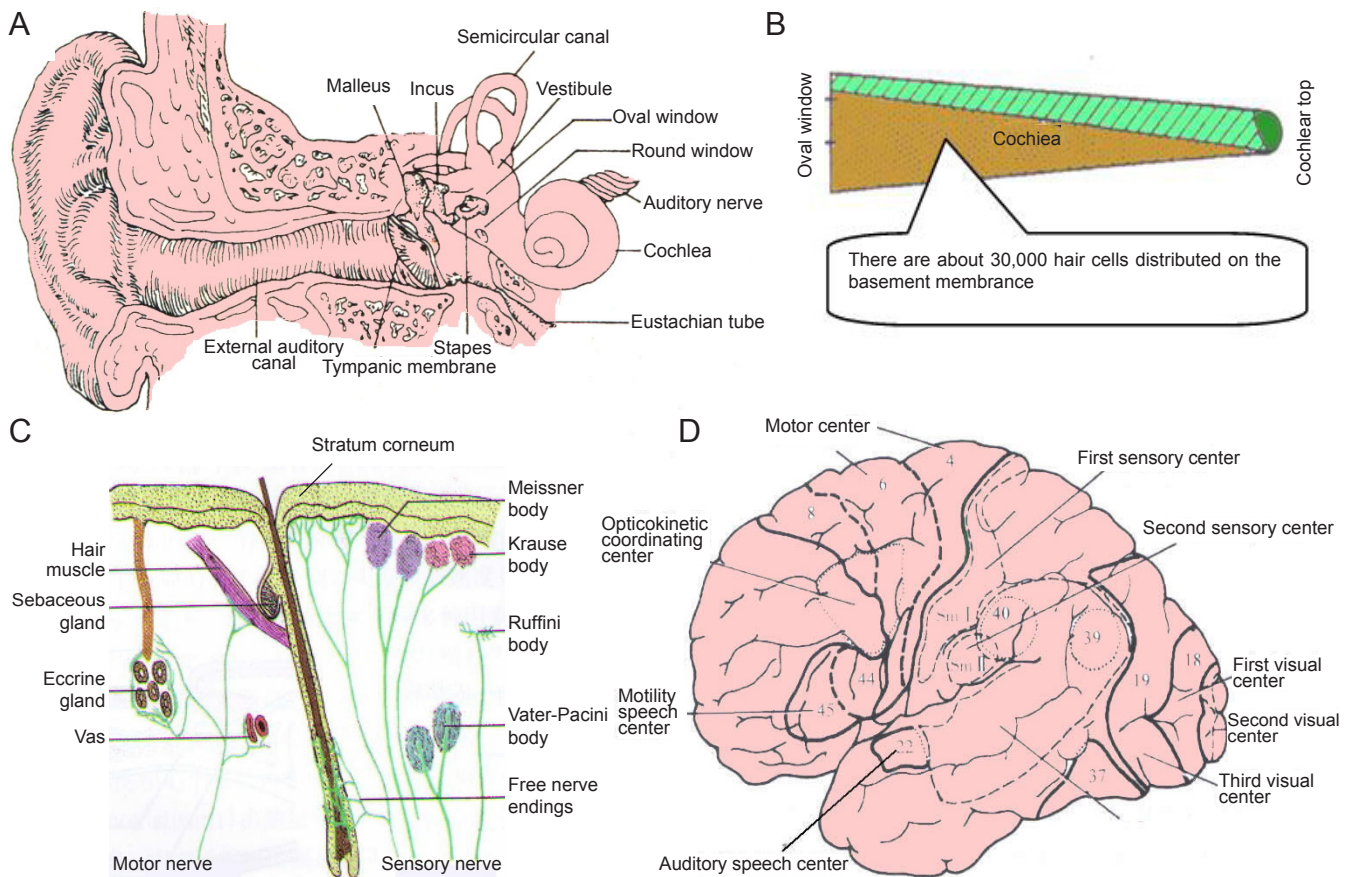 A
Semicircular canal
Malleus
Incus
Vestibule
Oval window
Round window
Auditory nerve
Cochlea
Eustachian tube
External auditory
canal
Tympanic membrane
Stapes
B
Oval window
Cochiea
Cochlear top
There are about 30,000 hair cells distributed on the
basement membrance
C
Stratum corneum
Meissner
body
Krause
body
Hair
muscle
Sebaceous
gland
Ruffini
body
Eccrine
gland
Vas
Vater-Pacini
body
Free nerve
endings
Motor nerve
Sensory nerve
D
Motor center
First sensory center
Second sensory center
Opticokinetic
coordinating
center
Motility
speech
center
First visual
center
Second visual
center
Third visual
center
Auditory speech center
4
6
8
Sm I
40
39
44
45
18
19
22
37